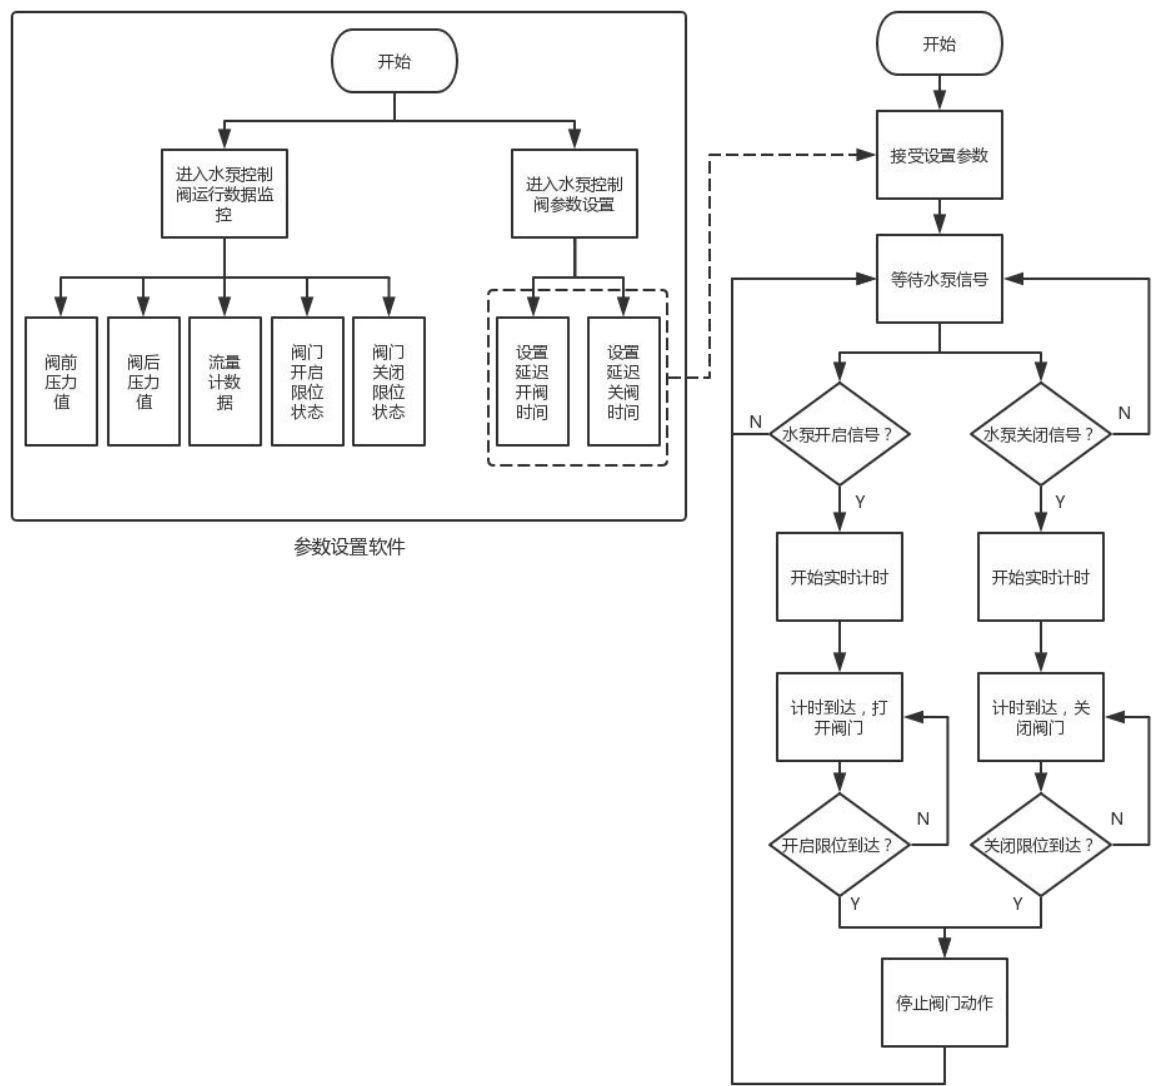 开始
进入水泵控制
阀运行数据监
控
进入水泵控制
阀参数设置
阀前
压力
值
阀后
压力
值
流量
计数
据
阀门
开启
限位
状态
阀门
关闭
限位
状态
设置
延迟
开阀
时间
设置
延迟
关阀
时间
参数设置软件
开始
接受设置参数
等待水泵信号
水泵开启信号？
N
Y
水泵关闭信号？
N
Y
开始实时计时
开始实时计时
计时到达，打
开阀门
计时到达，关
闭阀门
开启限位到达？
N
Y
关闭限位到达？
N
Y
停止阀门动作